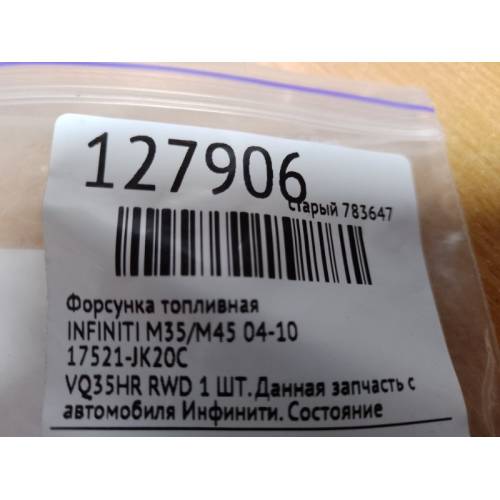 127906
старый 783647
Форсунка топливная
INFINITI M35/M45 04-10
17521-JK20C
VQ35HR RWD 1 ШТ. Данная запчасть с
автомобиля Инфинити. Состояние